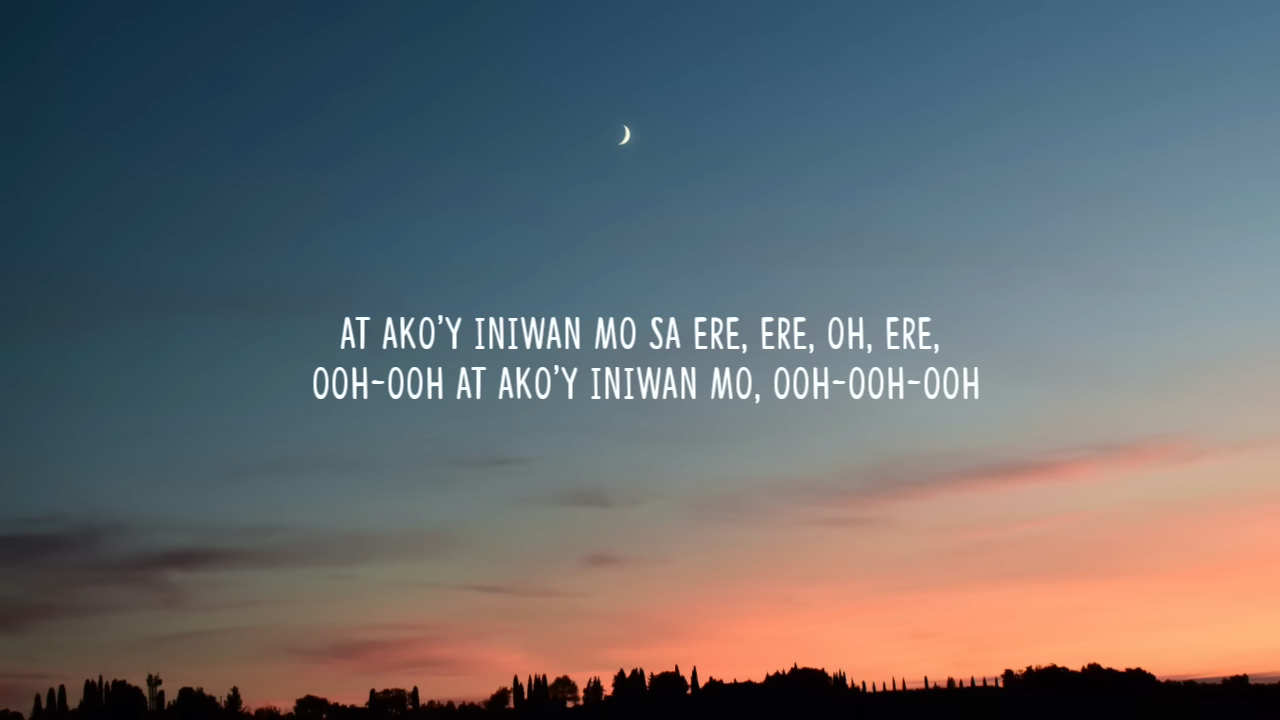 AT AKO’Y INIWAN MO SA ERE, ERE, OH, ERE,
OOH-OOH AT AKO’Y INIWAN MO, OOH-OOH-OOH